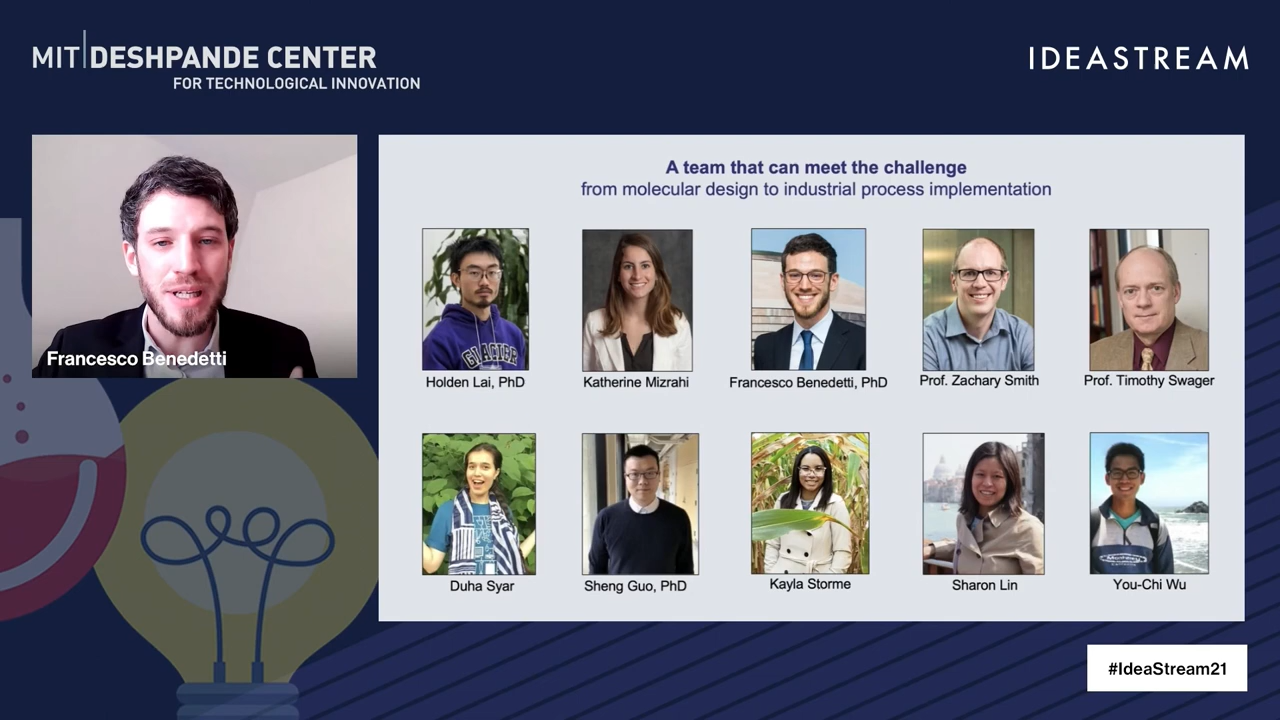 MIT DESHPANDE CENTER
FOR TECHNOLOGICAL INNOVATION
IDEASTREAM
Francesco Benedetti
A team that can meet the challenge
from molecular design to industrial process implementation
GLACIER
Holden Lai, PhD
Katherine Mizrahi
Francesco Benedetti, PhD
Prof. Zachary Smith
Prof. Timothy Swager
Duha Syar
Sheng Guo, PhD
Kayla Storme
Sharon Lin
You-Chi Wu
#IdeaStream21